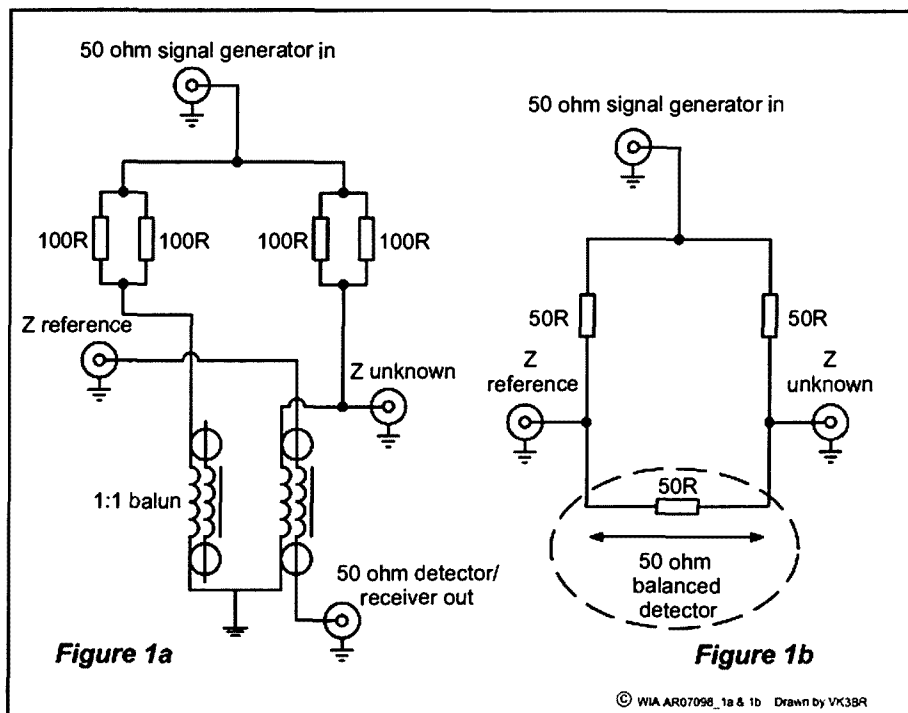 50 ohm signal generator in
100R
100R
100R
100R
Z reference
Z unknown
1:1 balun
50 ohm detector/
receiver out
Figure 1a
50 ohm signal generator in
50R
50R
Z
reference
Z
unknown
50R
50 ohm
balanced
detector
Figure 1b
© WIA AR07098_1a & 1b Drawn by VK3BR